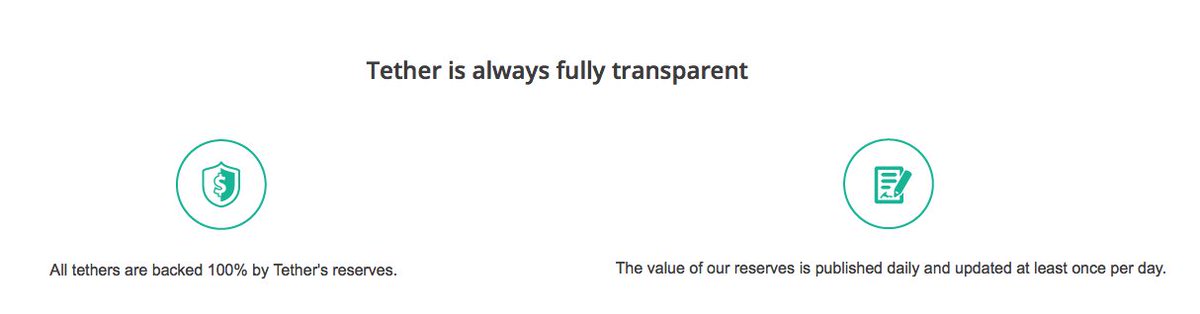 Tether is always fully transparent
All tethers are backed 100% by Tether's reserves.
The value of our reserves is published daily and updated at least once per day.